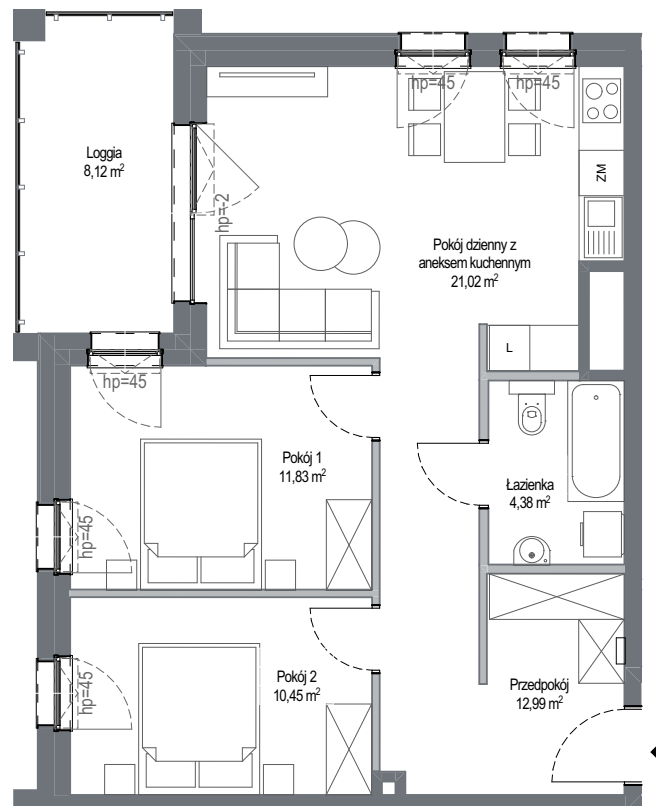 hp=45
hp=45
Loggia
8,12 m²
hp=-2
ZM
Pokój dzienny z
aneksem kuchennym
21,02 m²
L
hp=45
Pokój 1
11,83 m²
Łazienka
4,38 m²
hp=45
hp=45
Pokój 2
10,45 m²
Przedpokój
12,99 m²